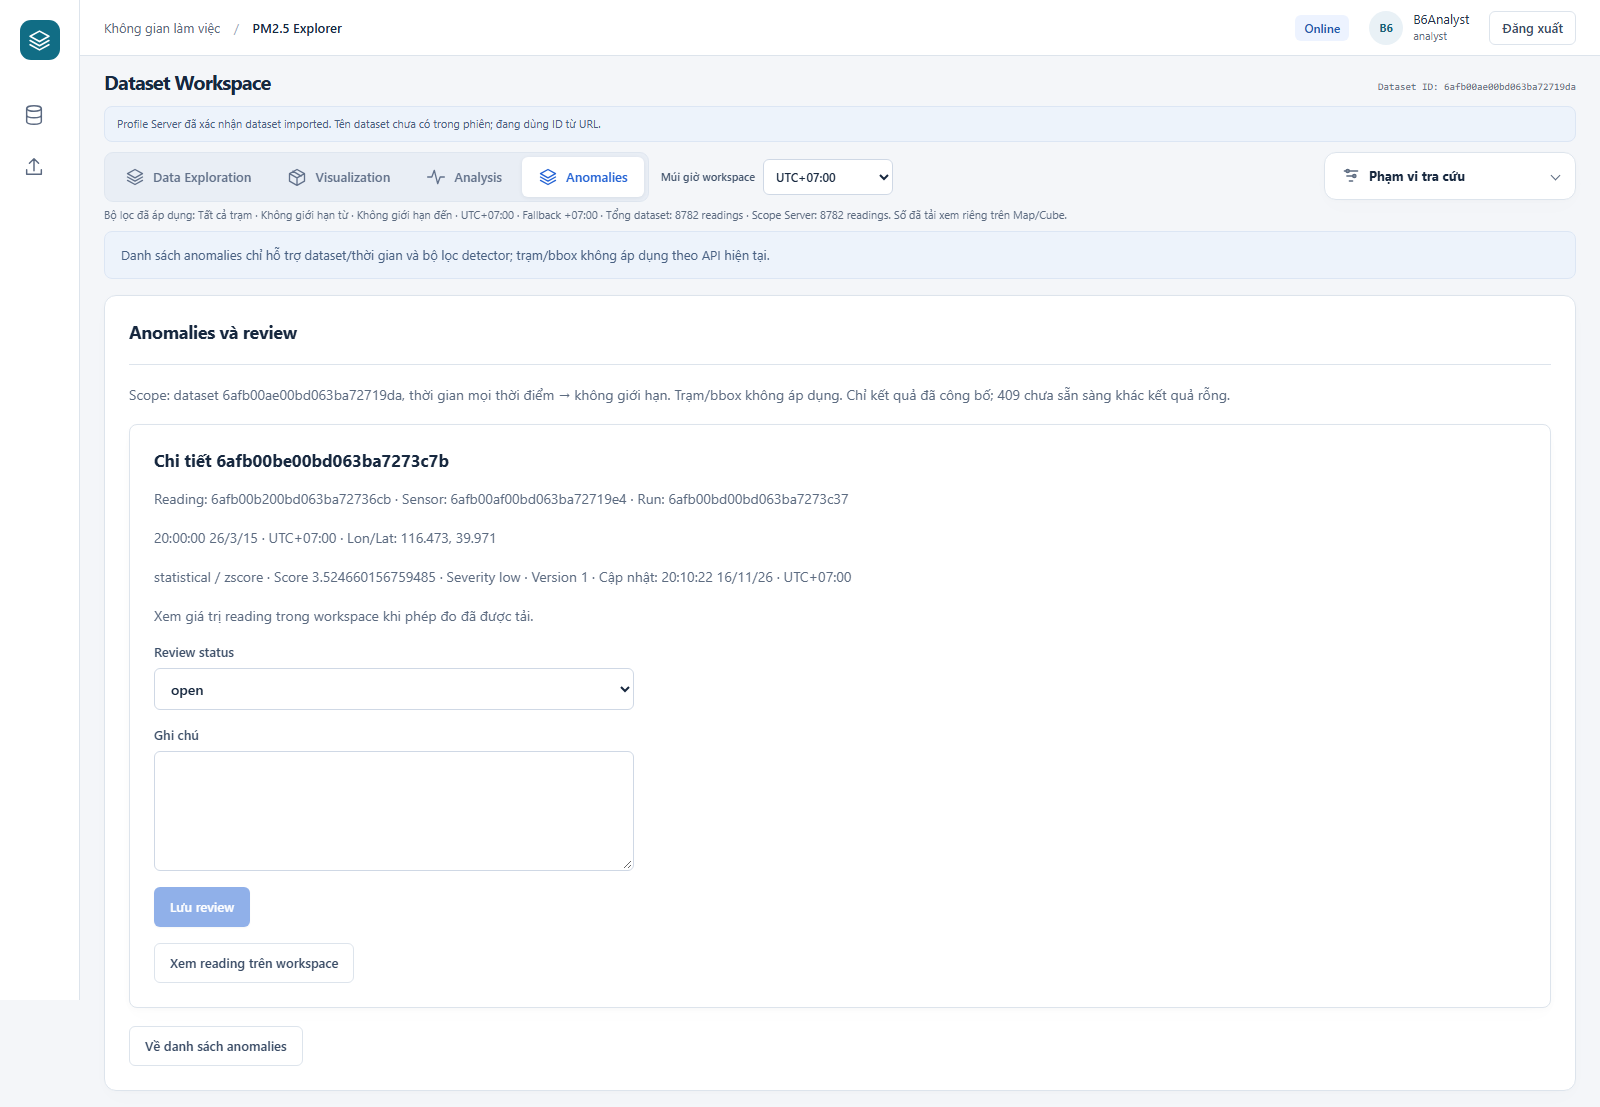 Không gian làm việc / PM2.5 Explorer
Online
B6
B6Analyst
analyst
Đăng xuất
Dataset Workspace
Dataset ID: 6afb00ae00bd063ba72719da
Profile Server đã xác nhận dataset imported. Tên dataset chưa có trong phiên; đang dùng ID từ URL.
Data Exploration
Visualization
Analysis
Anomalies
Múi giờ workspace
UTC+07:00
Phạm vi tra cứu
Bộ lọc đã áp dụng: Tất cả trạm · Không giới hạn từ · Không giới hạn đến · UTC+07:00 · Fallback +07:00 · Tổng dataset: 8782 readings · Scope Server: 8782 readings. Số đã tải xem riêng trên Map/Cube.
Danh sách anomalies chỉ hỗ trợ dataset/thời gian và bộ lọc detector; trạm/bbox không áp dụng theo API hiện tại.
Anomalies và review
Scope: dataset 6afb00ae00bd063ba72719da, thời gian mọi thời điểm → không giới hạn. Trạm/bbox không áp dụng. Chỉ kết quả đã công bố; 409 chưa sẵn sàng khác kết quả rỗng.
Chi tiết 6afb00be00bd063ba7273c7b
Reading: 6afb00b200bd063ba72736cb · Sensor: 6afb00af00bd063ba72719e4 · Run: 6afb00bd00bd063ba7273c37
20:00:00 26/3/15 · UTC+07:00 · Lon/Lat: 116.473, 39.971
statistical / zscore · Score 3.524660156759485 · Severity low · Version 1 · Cập nhật: 20:10:22 16/11/26 · UTC+07:00
Xem giá trị reading trong workspace khi phép đo đã được tải.
Review status
open
Ghi chú
Lưu review
Xem reading trên workspace
Về danh sách anomalies